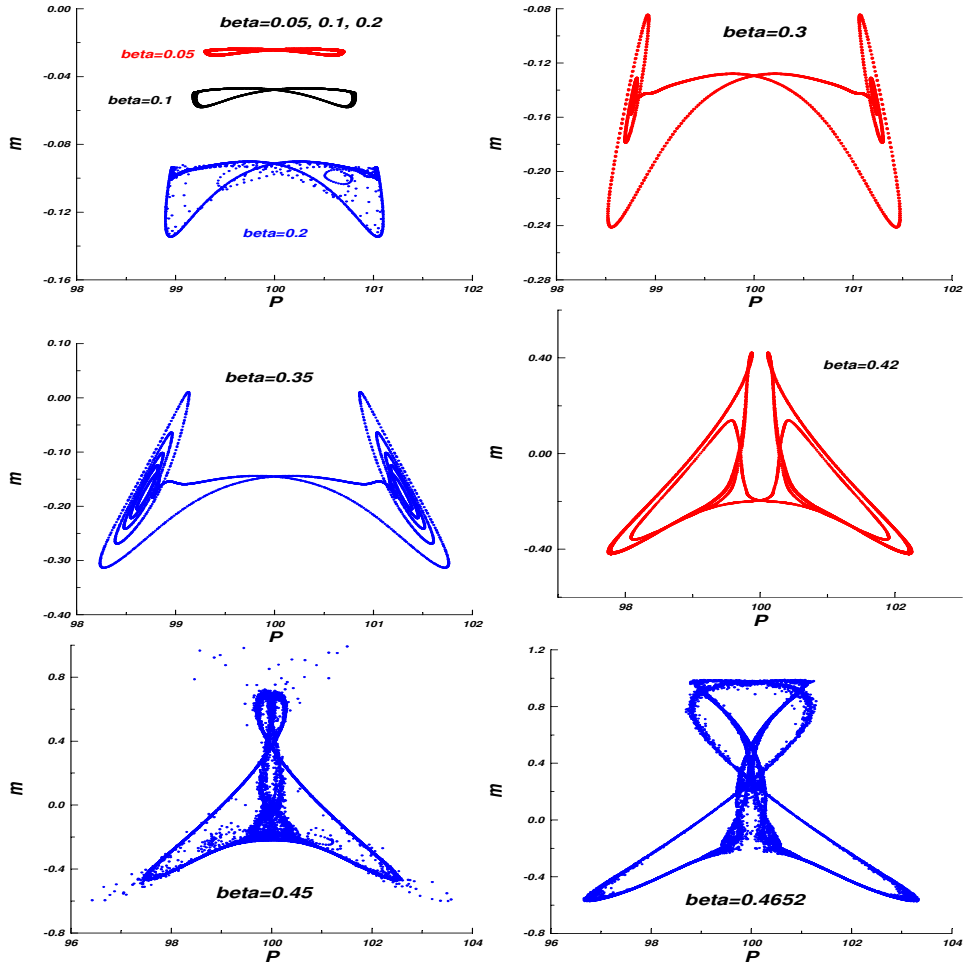 beta=0.05, 0.1, 0.2
beta=0.05
beta=0.1
beta=0.2
0.00
-0.04
-0.08
-0.12
-0.16
98
99
100
101
102
m
P
beta=0.3
-0.08
-0.12
-0.16
-0.20
-0.24
-0.28
98
99
100
101
102
m
P
beta=0.35
0.10
0.00
-0.10
-0.20
-0.30
-0.40
98
99
100
101
102
m
P
beta=0.42
0.40
0.00
-0.40
98
100
102
m
P
beta=0.45
0.8
0.4
0.0
-0.4
-0.8
96
98
100
102
104
m
P
beta=0.4652
1.2
0.8
0.4
0.0
-0.4
-0.8
96
98
100
102
104
m
P